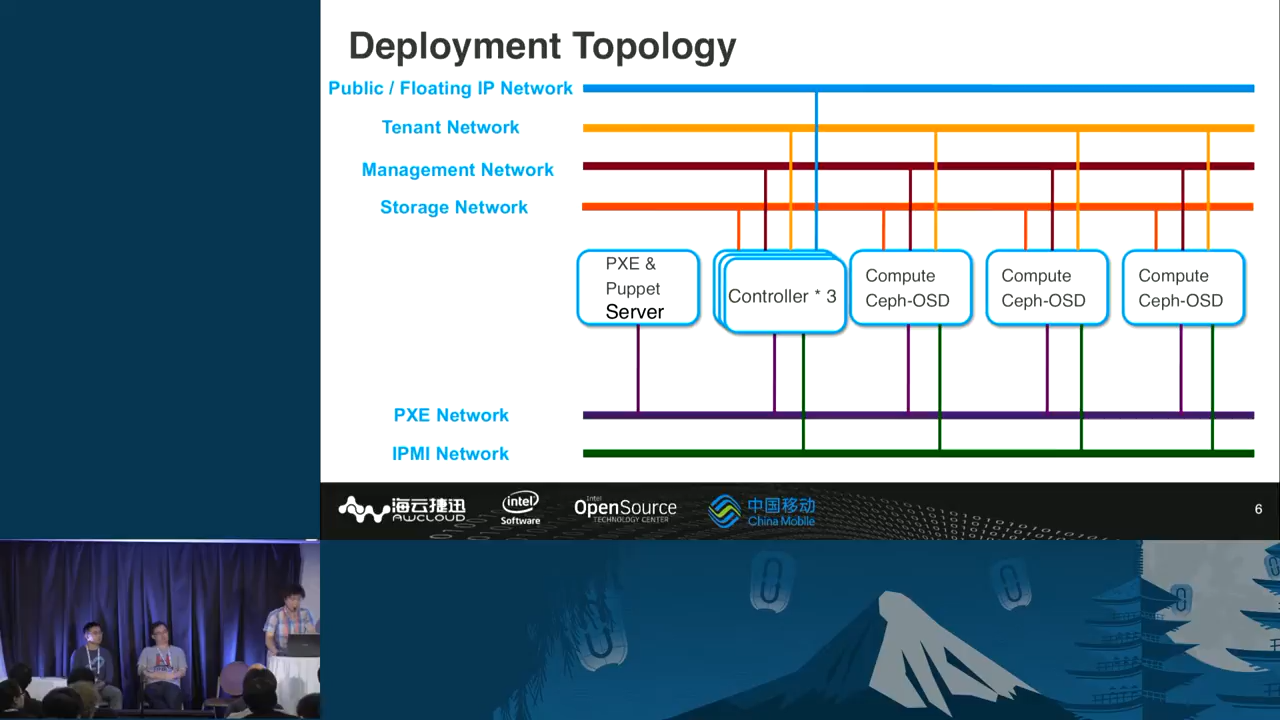 Deployment Topology
Public / Floating IP Network
Tenant Network
Management Network
Storage Network
PXE &
Puppet
Server
Controller * 3
Compute
Ceph-OSD
Compute
Ceph-OSD
Compute
Ceph-OSD
PXE Network
IPMI Network
海云捷迅
AWCLOUD
intel
Software
Intel
OpenSource
TECHNOLOGY CENTER
中国移动
China Mobile
6